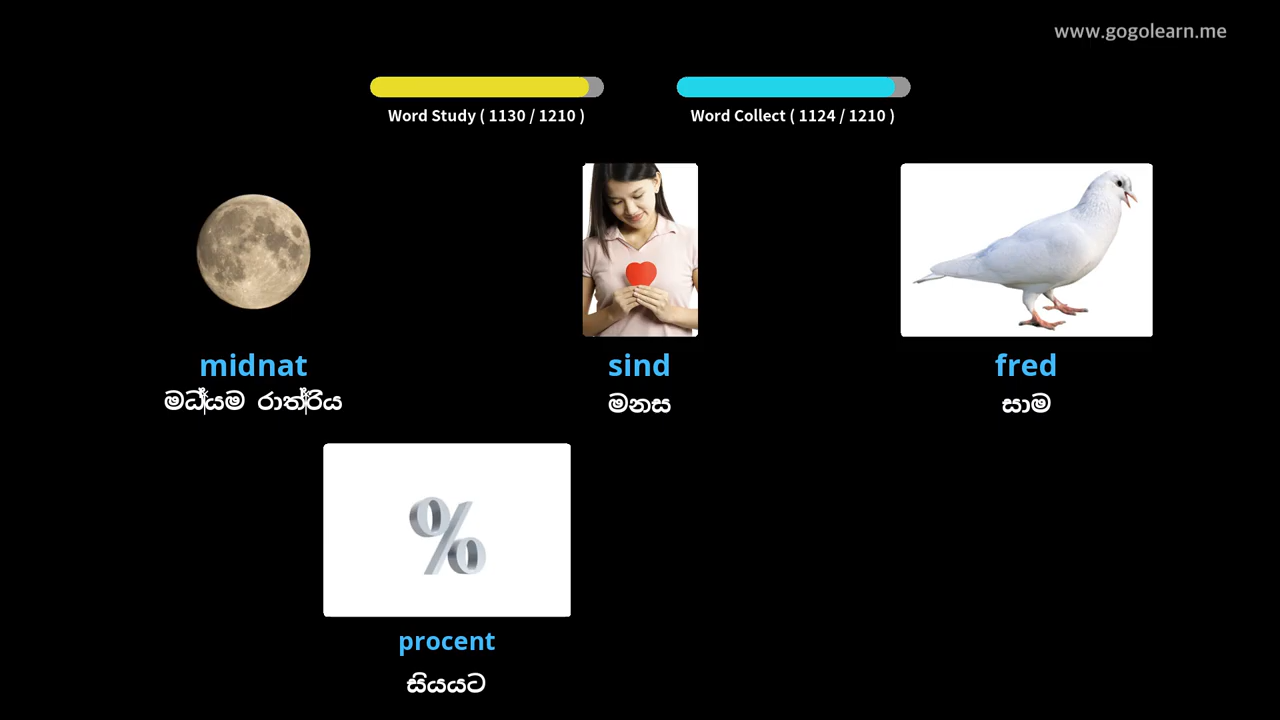 www.gogolearn.me
Word Study ( 1130 / 1210 )
Word Collect ( 1124 / 1210 )
midnat
මධ්‍යම රාත්‍රිය
sind
මනස
fred
සාම
%
procent
සියයට